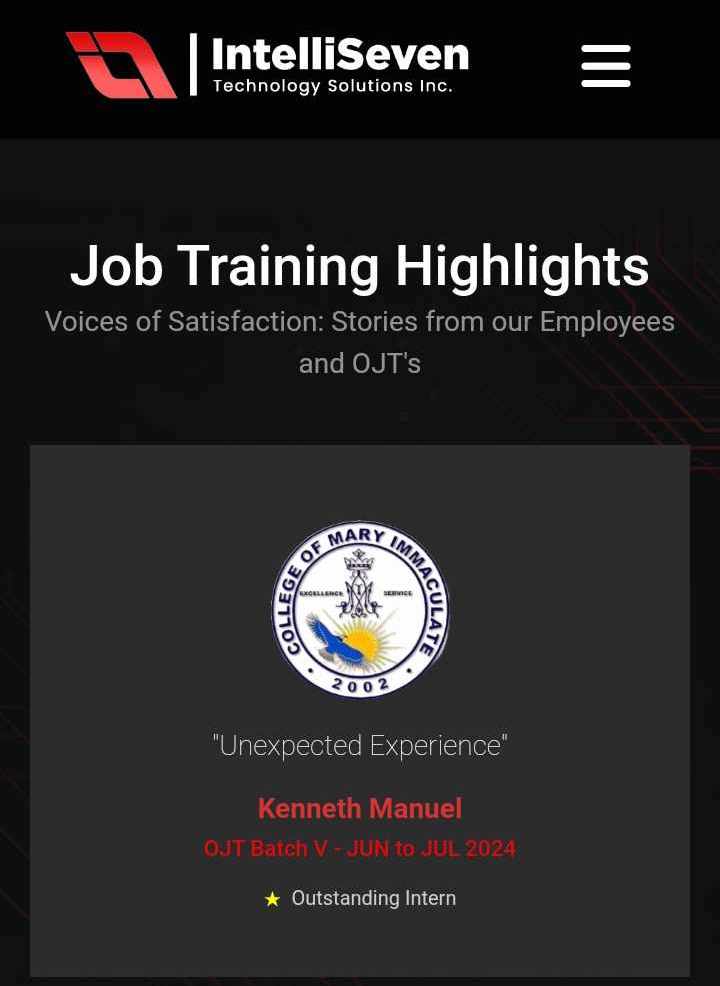 IntelliSeven
Technology Solutions Inc.
Job Training Highlights
Voices of Satisfaction: Stories from our Employees
and OJT's
COLLEGE OF MARY IMMACULATE
EXCELLENCE SERVICE
• 2002 •
"Unexpected Experience"
Kenneth Manuel
OJT Batch V - JUN to JUL 2024
★ Outstanding Intern